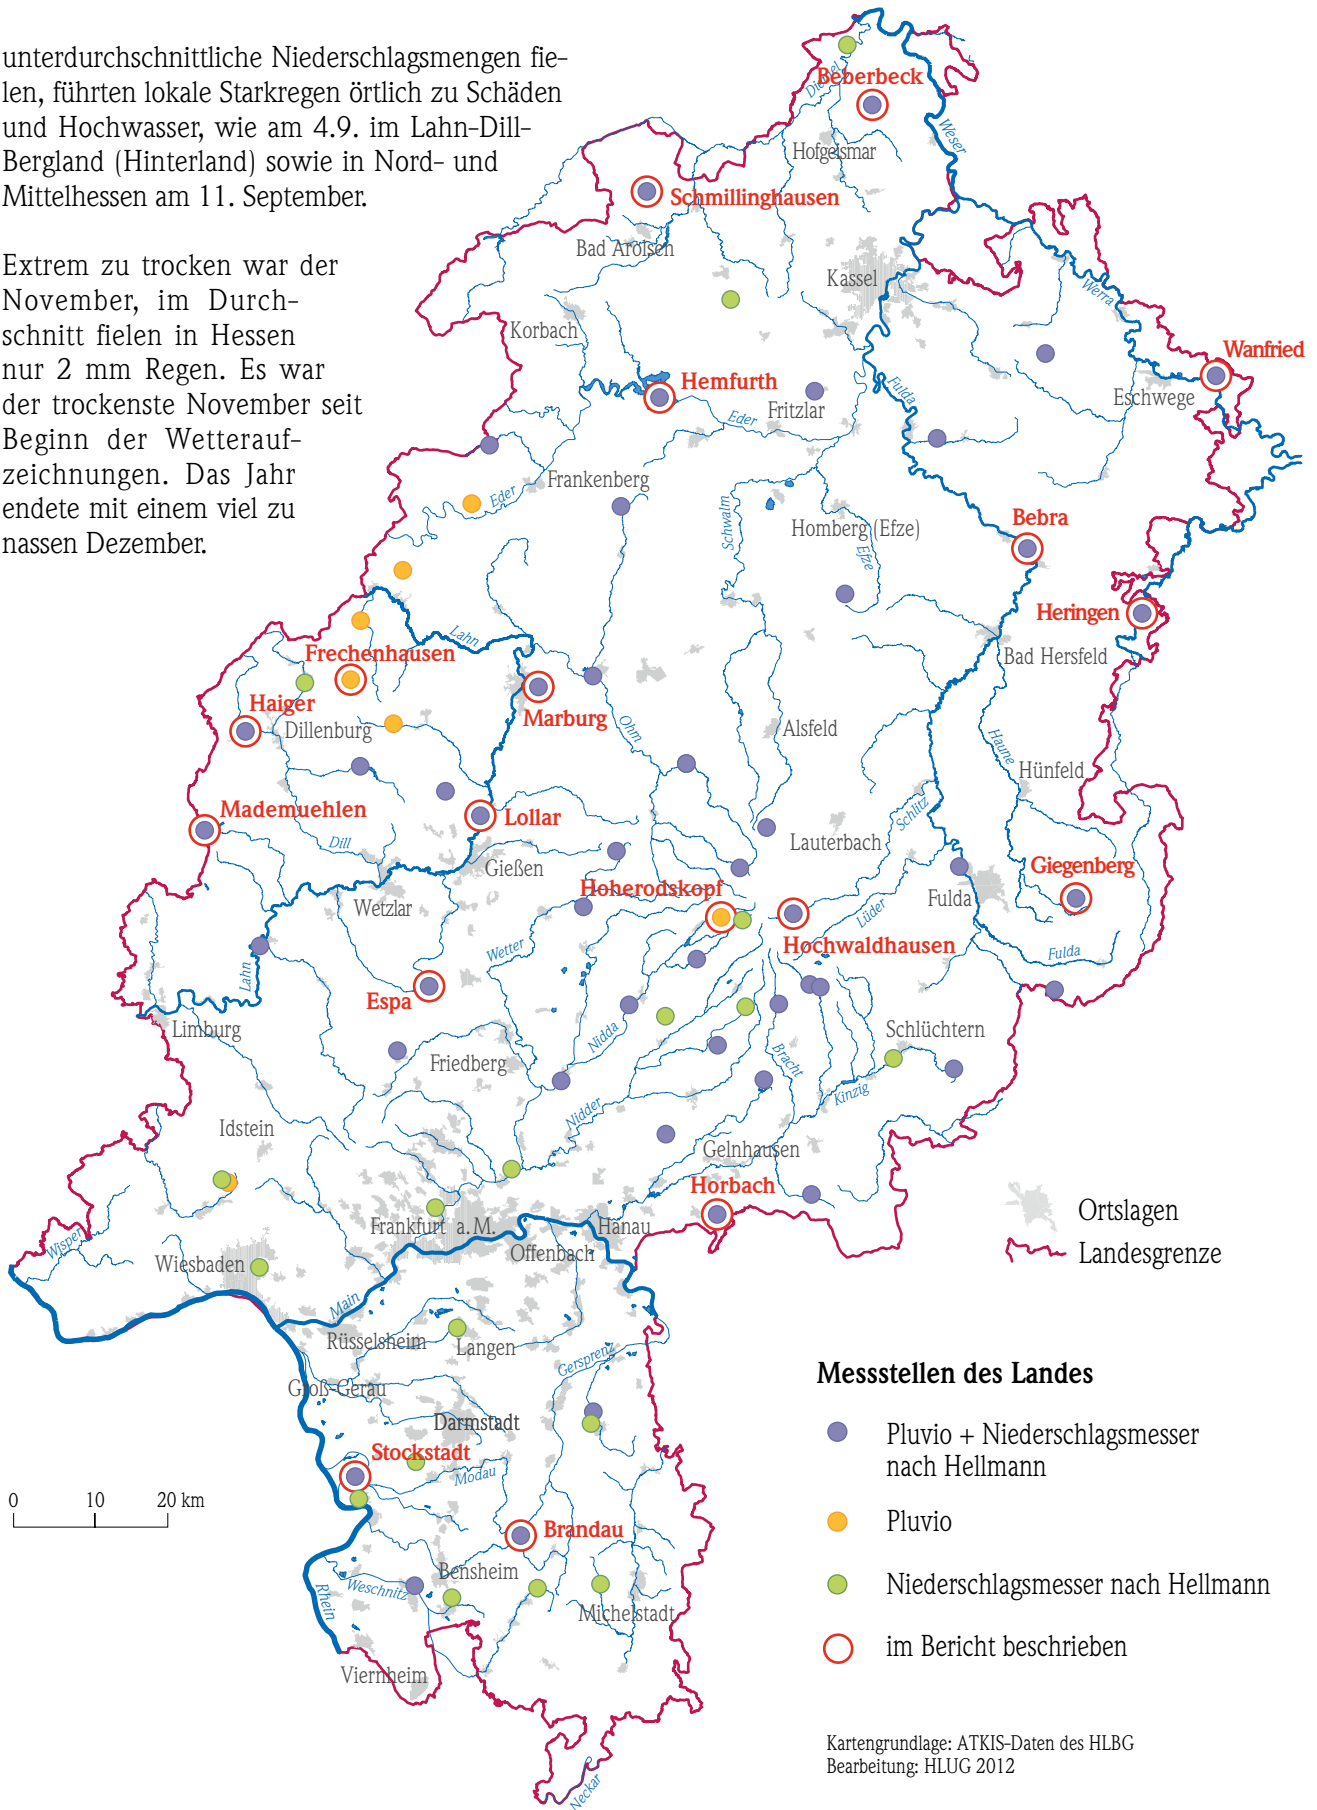 unterdurchschnittliche Niederschlagsmengen fie-
len, führten lokale Starkregen örtlich zu Schäden
und Hochwasser, wie am 4.9. im Lahn-Dill-
Bergland (Hinterland) sowie in Nord- und
Mittelhessen am 11. September.
Extrem zu trocken war der
November, im Durch-
schnitt fielen in Hessen
nur 2 mm Regen. Es war
der trockenste November seit
Beginn der Wetterauf-
zeichnungen. Das Jahr
endete mit einem viel zu
nassen Dezember.
Diemel
Beberbeck
Weser
Hofgeismar
Schmillinghausen
Bad Arolsen
Kassel
Werra
Korbach
Wanfried
Hemfurth
Fulda
Eschwege
Fritzlar
Eder
Frankenberg
Eder
Schwalm
Homberg (Efze)
Efze
Bebra
Heringen
Lahn
Frechenhausen
Bad Hersfeld
Haiger
Marburg
Dillenburg
Ohm
Alsfeld
Haune
Hünfeld
Mademuehlen
Lollar
Schlitz
Dill
Lauterbach
Gießen
Giegenberg
Hoherodskopf
Wetzlar
Fulda
Lüder
Hochwaldhausen
Wetter
Fulda
Lahn
Espa
Limburg
Schlüchtern
Nidda
Friedberg
Bracht
Kinzig
Nidder
Idstein
Gelnhausen
Horbach
Ortslagen
Frankfurt a. M.
Hanau
Wisper
Offenbach
Landesgrenze
Wiesbaden
Main
Rüsselsheim
Langen
Gersprenz
Groß-Gerau
Darmstadt
Stockstadt
Modau
0 10 20 km
Brandau
Bensheim
Weschnitz
Rhein
Michelstadt
Viernheim
Neckar
Messstellen des Landes
Pluvio + Niederschlagsmesser
nach Hellmann
Pluvio
Niederschlagsmesser nach Hellmann
im Bericht beschrieben
Kartengrundlage: ATKIS-Daten des HLBG
Bearbeitung: HLUG 2012